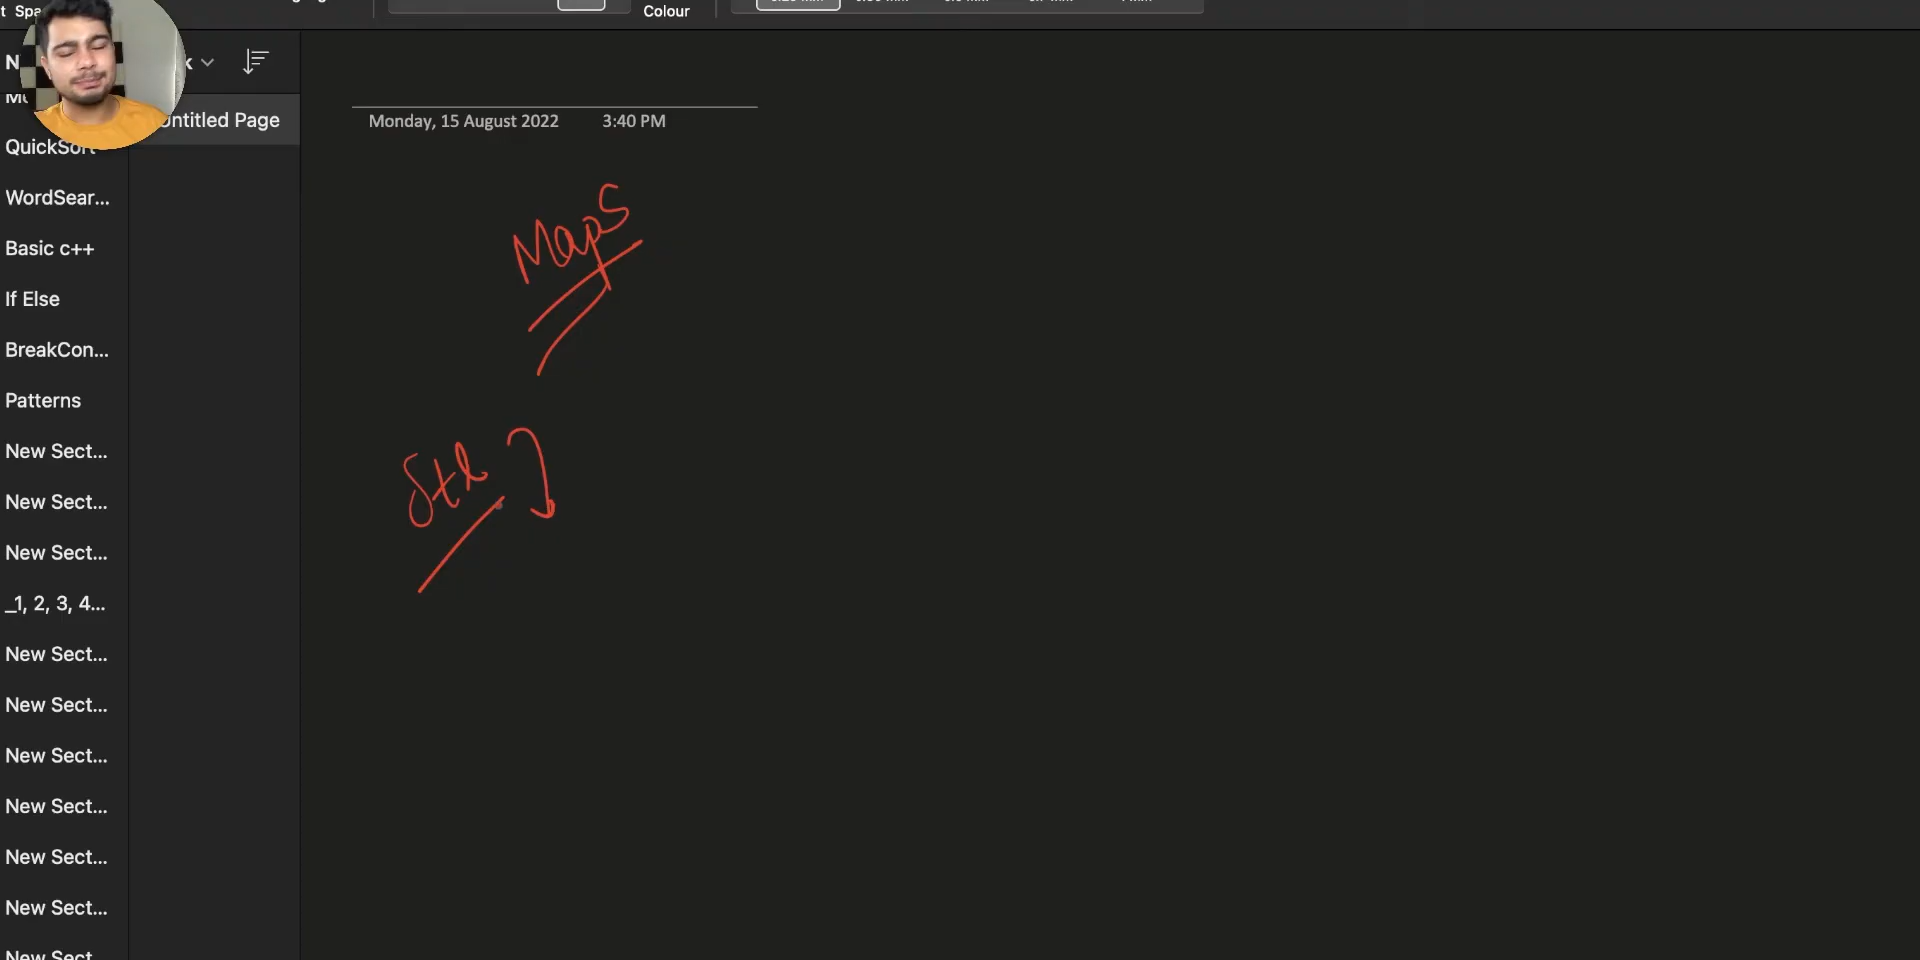 Colour
QuickSort
WordSear...
Basic c++
If Else
BreakCon...
Patterns
New Sect...
New Sect...
New Sect...
_1, 2, 3, 4...
New Sect...
New Sect...
New Sect...
New Sect...
New Sect...
New Sect...
New Sect
Untitled Page
Monday, 15 August 2022 3:40 PM
Maps
Stl